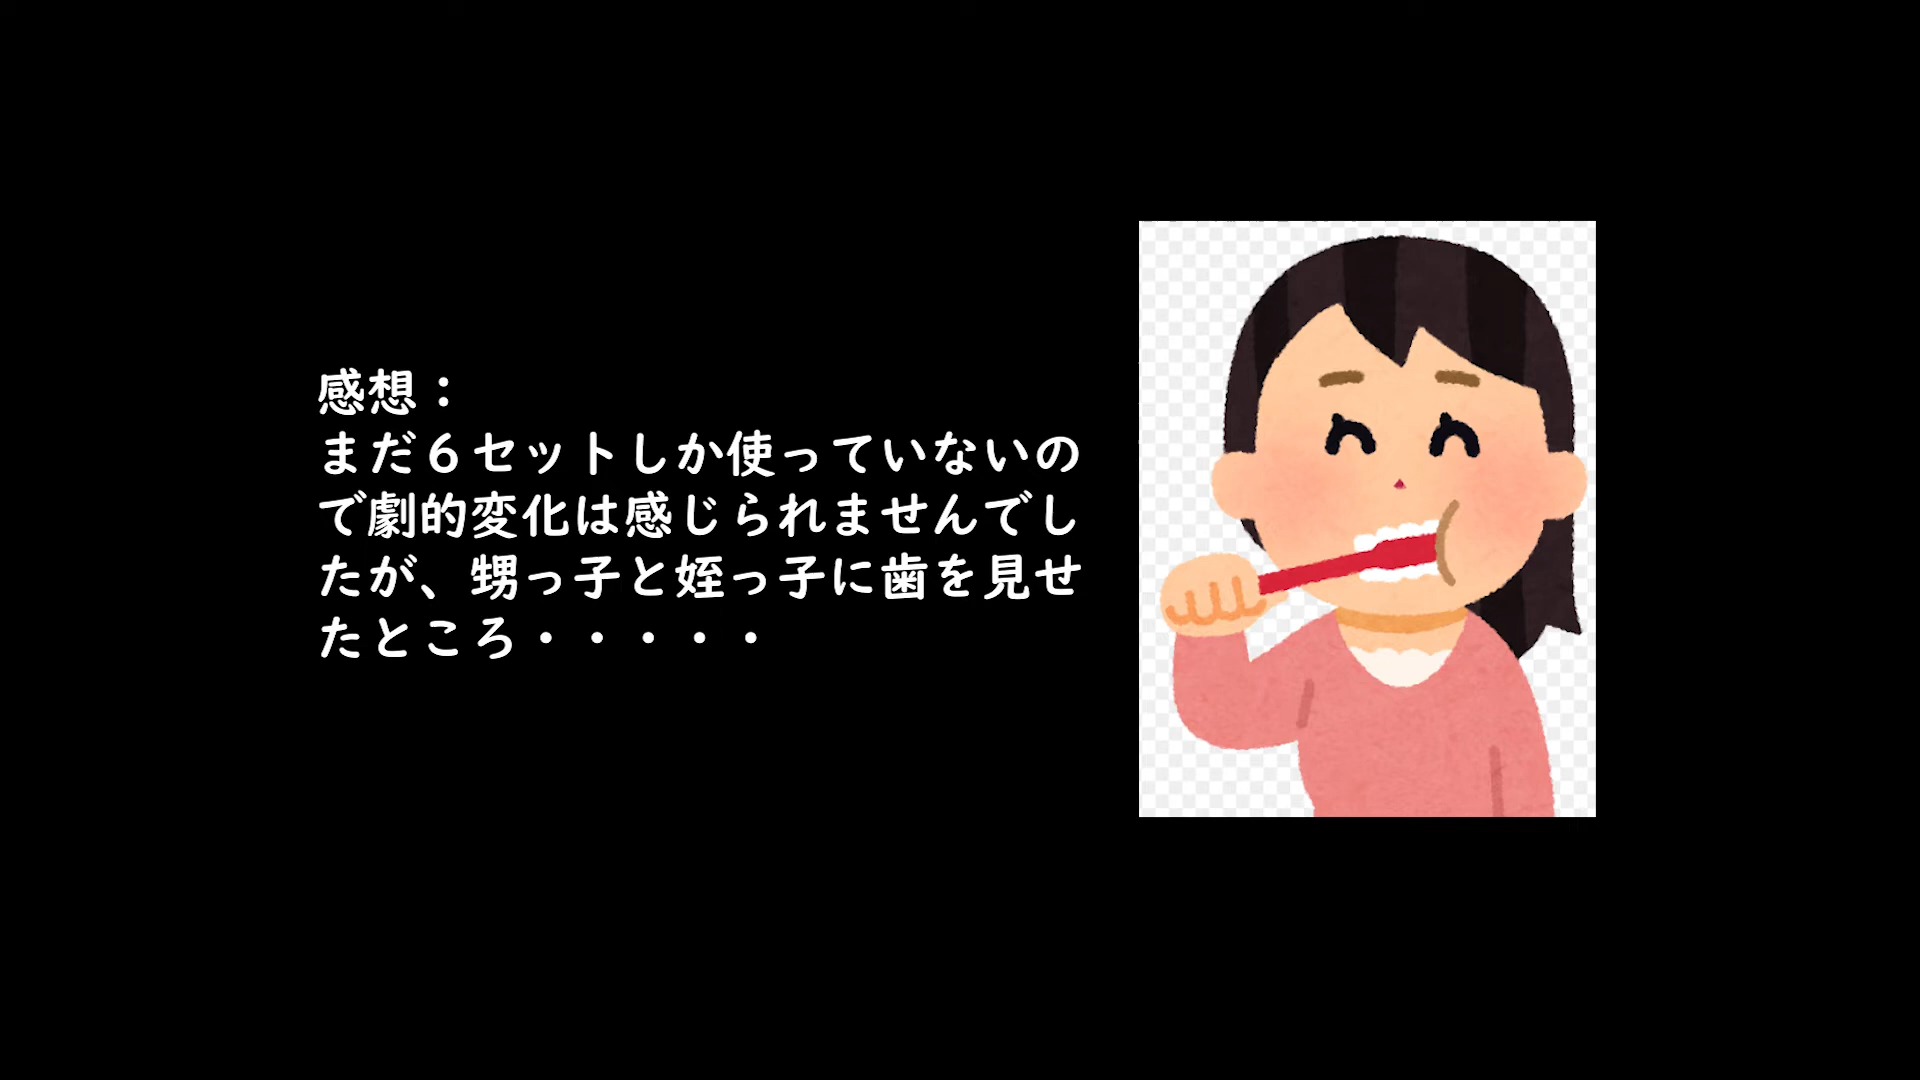 感想：
まだ６セットしか使っていないの
で劇的変化は感じられませんでし
たが、甥っ子と姪っ子に歯を見せ
たところ・・・・・